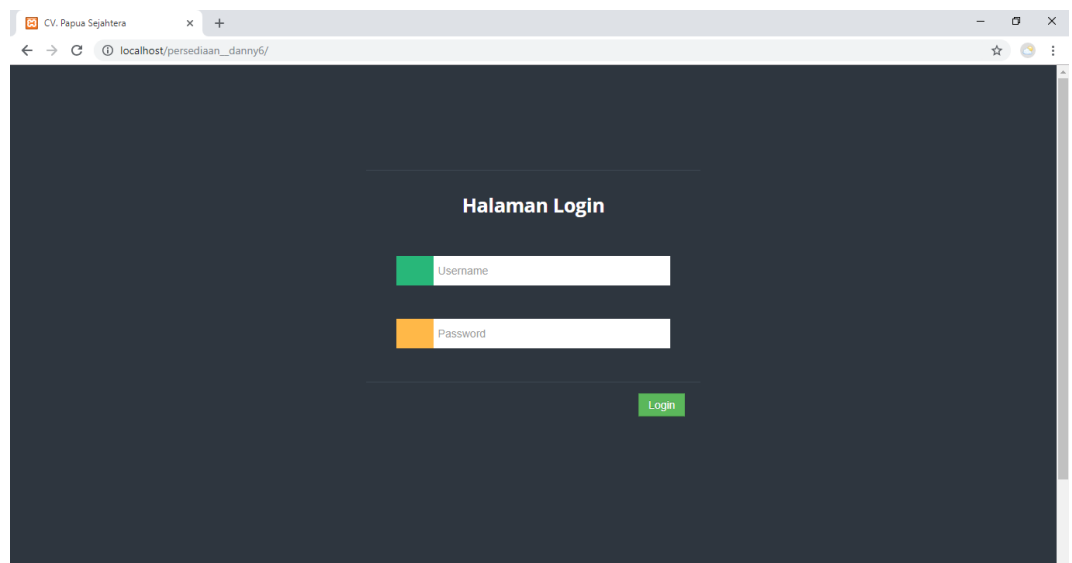 CV. Papua Sejahtera
localhost/persediaan__danny6/
Halaman Login
Username
Password
Login